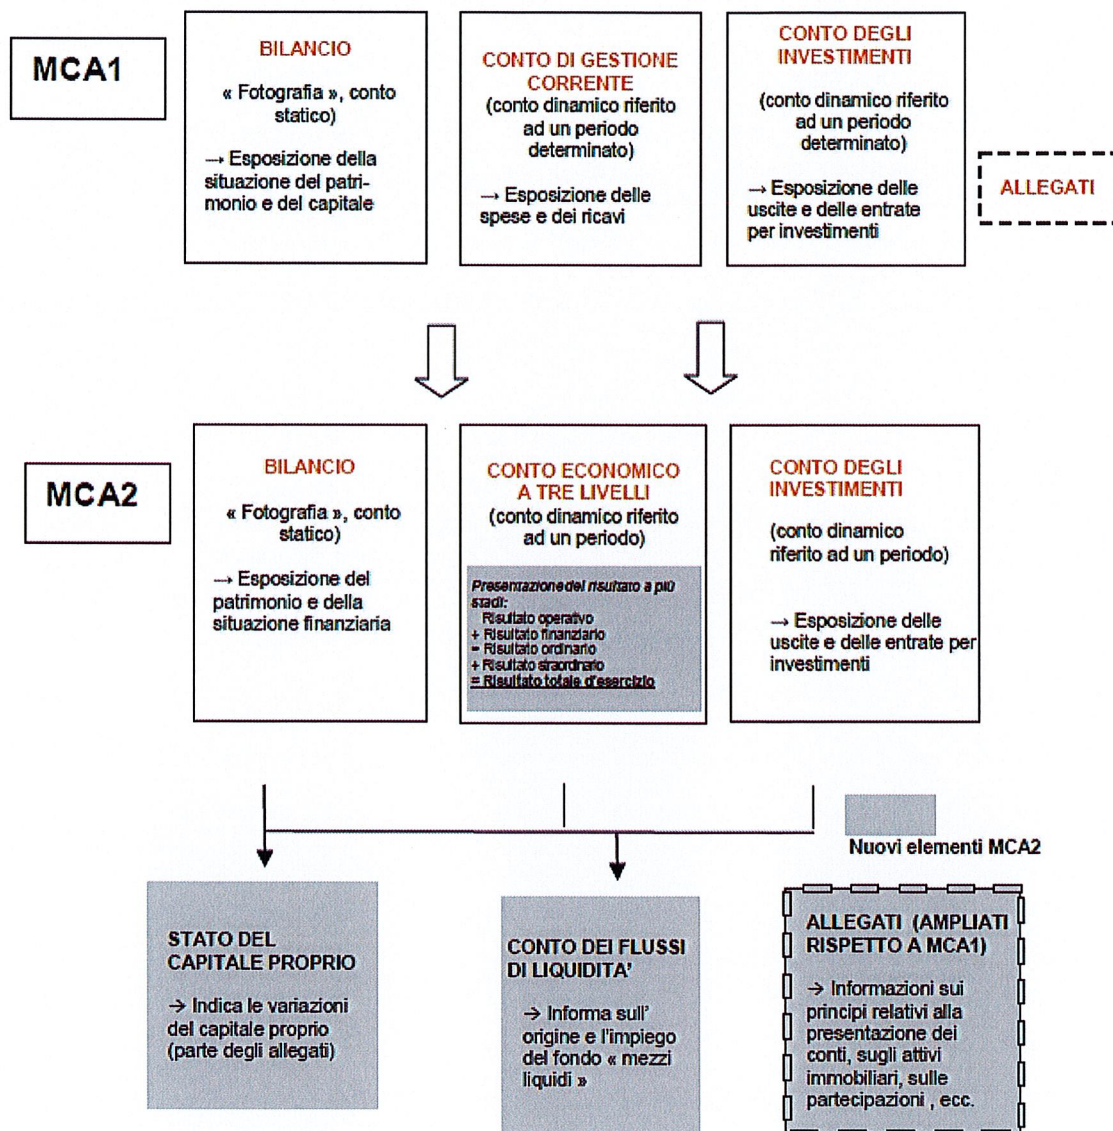 MCA1
BILANCIO
« Fotografia », conto
statico)
→ Esposizione della
situazione del patri-
monio e del capitale
CONTO DI GESTIONE
CORRENTE
(conto dinamico riferito
ad un periodo
determinato)
→ Esposizione delle
spese e dei ricavi
CONTO DEGLI
INVESTIMENTI
(conto dinamico riferito
ad un periodo
determinato)
→ Esposizione delle
uscite e delle entrate
per investimenti
ALLEGATI
MCA2
BILANCIO
« Fotografia », conto
statico)
→ Esposizione del
patrimonio e della
situazione finanziaria
CONTO ECONOMICO
A TRE LIVELLI
(conto dinamico riferito
ad un periodo)
Presentazione del risultato a più
stadi:
Risultato operativo
+ Risultato finanziario
= Risultato ordinario
+ Risultato straordinario
= Risultato totale d'esercizio
CONTO DEGLI
INVESTIMENTI
(conto dinamico
riferito ad un periodo)
→ Esposizione delle
uscite e delle entrate per
investimenti
Nuovi elementi MCA2
STATO DEL
CAPITALE PROPRIO
→ Indica le variazioni
del capitale proprio
(parte degli allegati)
CONTO DEI FLUSSI
DI LIQUIDITA'
→ Informa sull'
origine e l'impiego
del fondo « mezzi
liquidi »
ALLEGATI (AMPLIATI
RISPETTO A MCA1)
→ Informazioni sui
principi relativi alla
presentazione dei
conti, sugli attivi
immobiliari, sulle
partecipazioni , ecc.